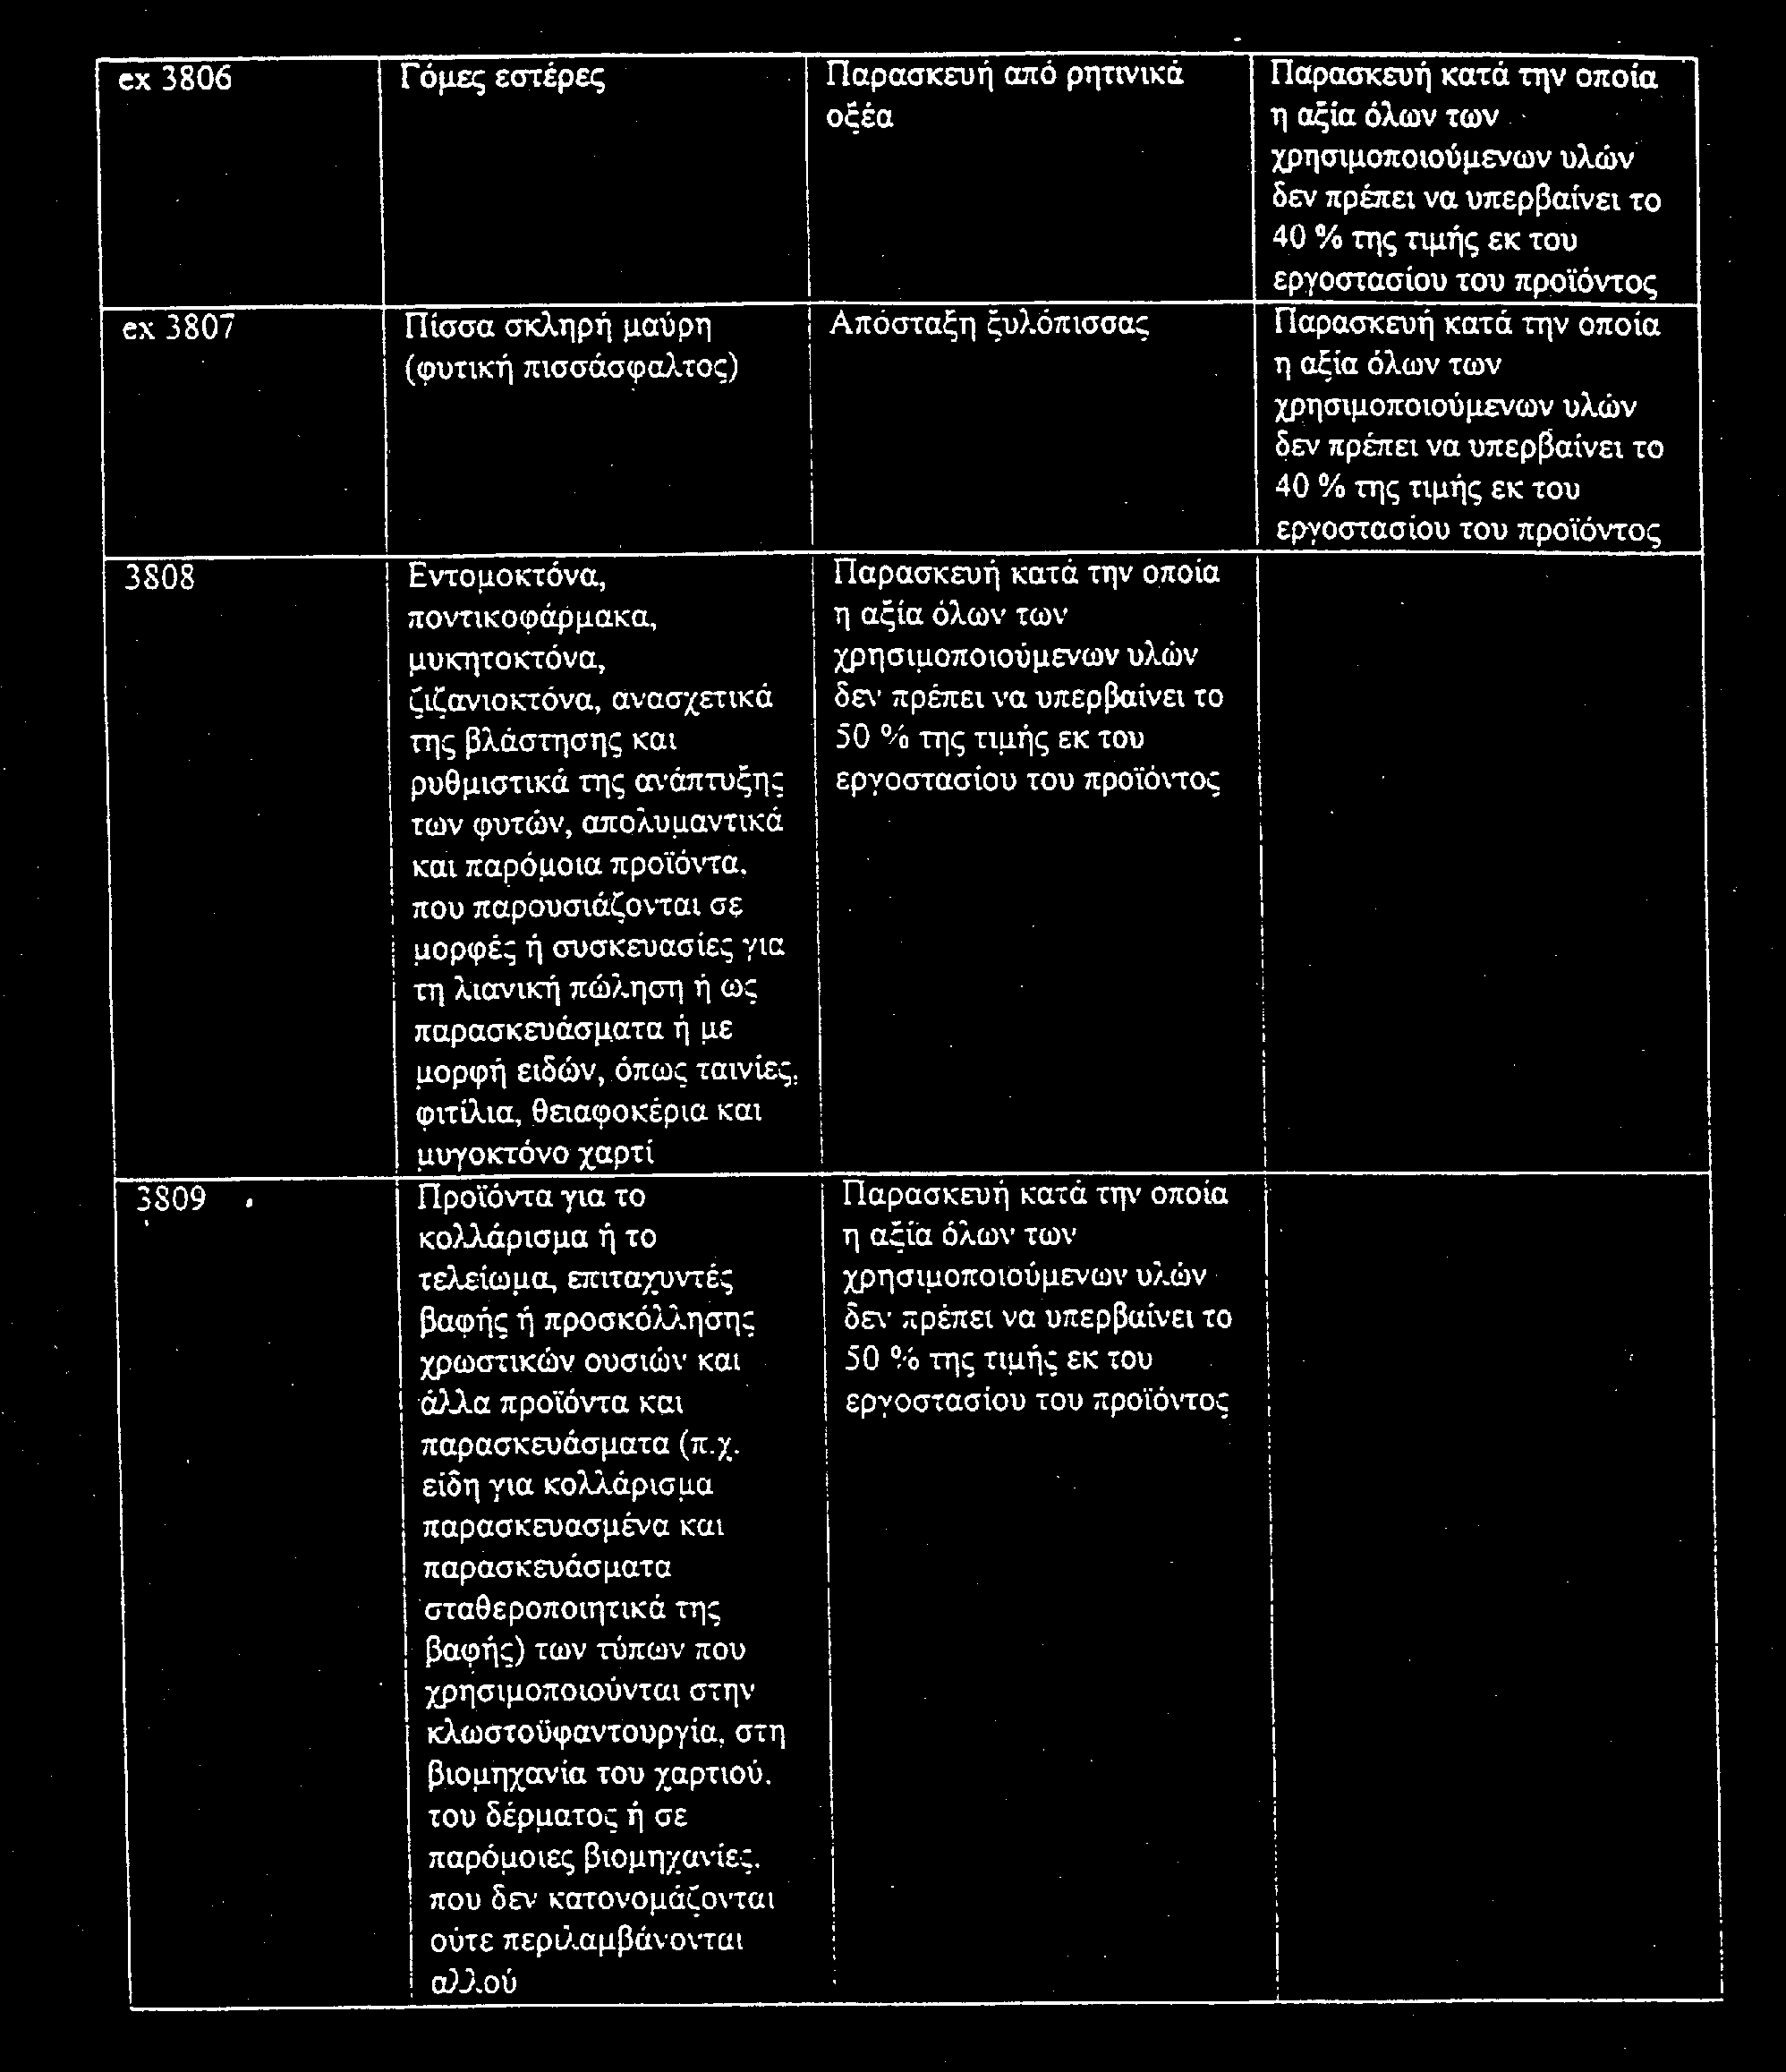 ex 3806
Γόμες εστέρες
Παρασκευή από ρητινικά
οξέα
Παρασκευή κατά την οποία
η αξία όλων των
χρησιμοποιούμενων υλών
δεν πρέπει να υπερβαίνει το
40 % της τιμής εκ του
εργοστασίου του προϊόντος
ex 3807
Πίσσα σκληρή μαύρη
(φυτική πισσάσφαλτος)
Απόσταξη ξυλόπισσας
Παρασκευή κατά την οποία
η αξία όλων των
χρησιμοποιούμενων υλών
δεν πρέπει να υπερβαίνει το
40 % της τιμής εκ του
εργοστασίου του προϊόντος
3808
Εντομοκτόνα,
ποντικοφάρμακα,
μυκητοκτόνα,
ζιζανιοκτόνα, ανασχετικά
της βλάστησης και
ρυθμιστικά της ανάπτυξης
των φυτών, απολυμαντικά
και παρόμοια προϊόντα,
που παρουσιάζονται σε
μορφές ή συσκευασίες για
τη λιανική πώληση ή ως
παρασκευάσματα ή με
μορφή ειδών, όπως ταινίες,
φιτίλια, θειαφοκέρια και
μυγοκτόνο χαρτί
Παρασκευή κατά την οποία
η αξία όλων των
χρησιμοποιούμενων υλών
δεν πρέπει να υπερβαίνει το
50 % της τιμής εκ του
εργοστασίου του προϊόντος
3809
Προϊόντα για το
κολλάρισμα ή το
τελείωμα, επιταχυντές
βαφής ή προσκόλλησης
χρωστικών ουσιών και
άλλα προϊόντα και
παρασκευάσματα (π.χ.
είδη για κολλάρισμα
παρασκευασμένα και
παρασκευάσματα
σταθεροποιητικά της
βαφής) των τύπων που
χρησιμοποιούνται στην
κλωστοϋφαντουργία, στη
βιομηχανία του χαρτιού,
του δέρματος ή σε
παρόμοιες βιομηχανίες,
που δεν κατονομάζονται
ούτε περιλαμβάνονται
αλλού
Παρασκευή κατά την οποία
η αξία όλων των
χρησιμοποιούμενων υλών
δεν πρέπει να υπερβαίνει το
50 % της τιμής εκ του
εργοστασίου του προϊόντος